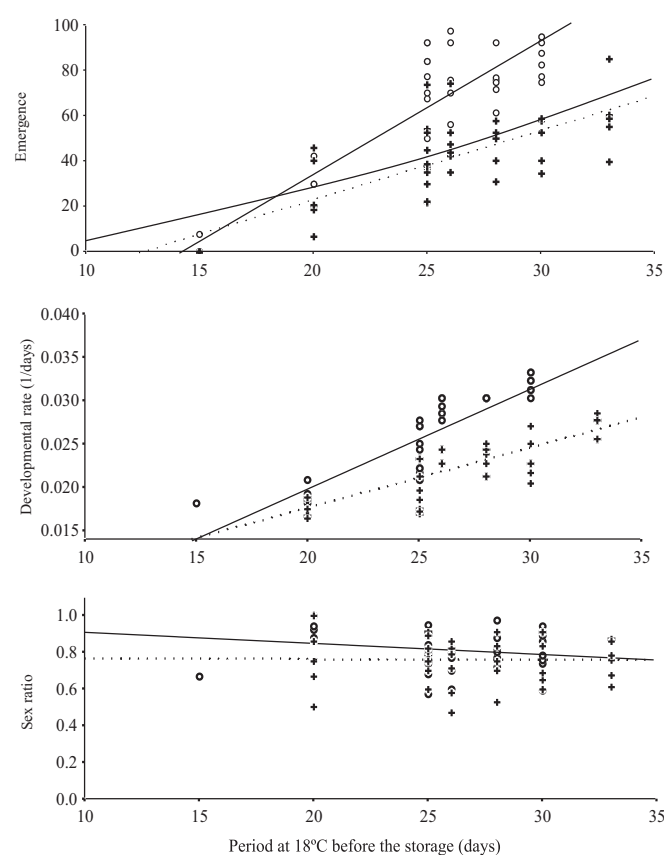 100
80
60
40
20
0
Emergence
10 15 20 25 30 35
0.040
0.035
0.030
0.025
0.020
0.015
Developmental rate (1/days)
10 15 20 25 30 35
1.0
0.8
0.6
0.4
0.2
0.0
Sex ratio
10 15 20 25 30 35
Period at 18ºC before the storage (days)